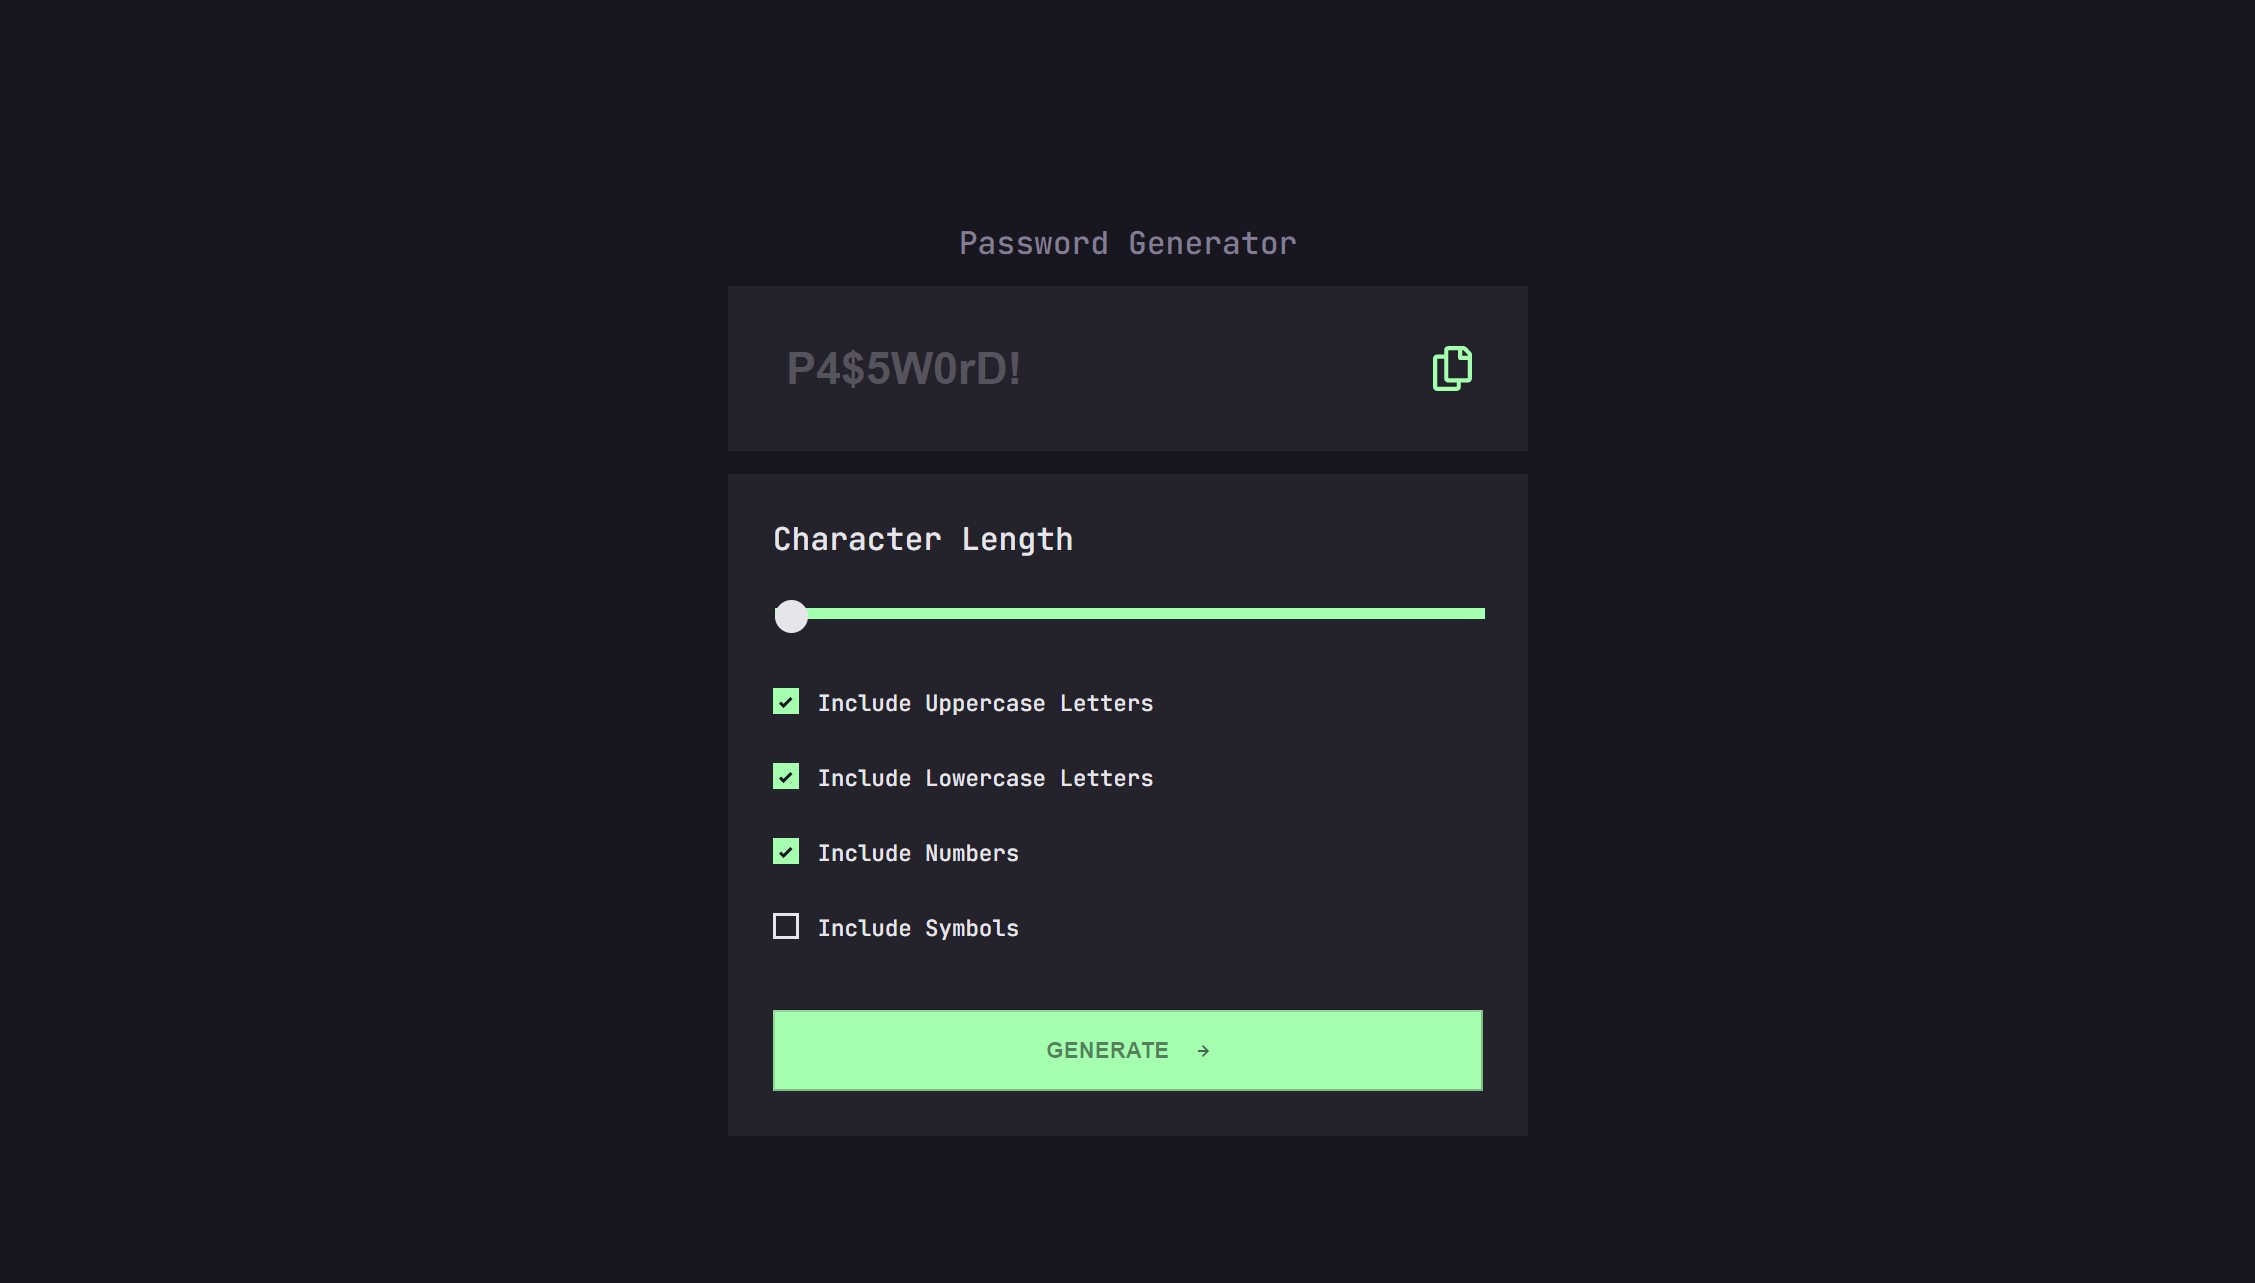 Password Generator
P4$5W0rD!
Character Length
Include Uppercase Letters
Include Lowercase Letters
Include Numbers
Include Symbols
GENERATE →